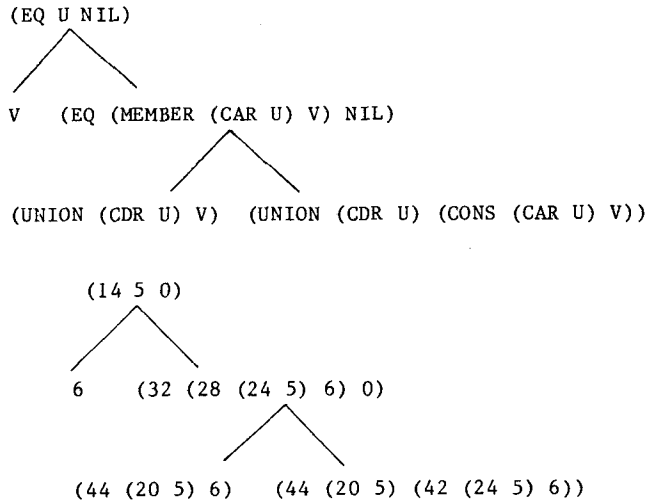 (EQ U NIL)
V (EQ (MEMBER (CAR U) V) NIL)
(UNION (CDR U) V) (UNION (CDR U) (CONS (CAR U) V))
(14 5 0)
6 (32 (28 (24 5) 6) 0)
(44 (20 5) 6) (44 (20 5) (42 (24 5) 6))